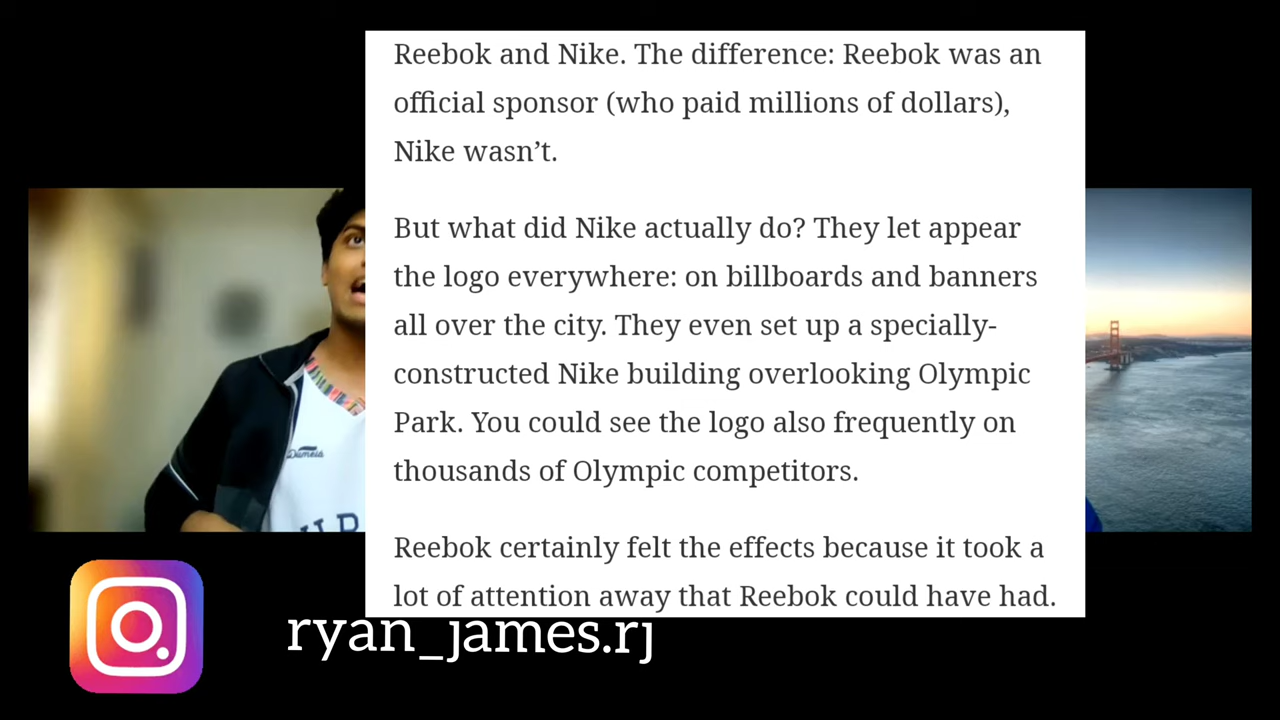 Reebok and Nike. The difference: Reebok was an
official sponsor (who paid millions of dollars),
Nike wasn’t.
But what did Nike actually do? They let appear
the logo everywhere: on billboards and banners
all over the city. They even set up a specially-
constructed Nike building overlooking Olympic
Park. You could see the logo also frequently on
thousands of Olympic competitors.
Reebok certainly felt the effects because it took a
lot of attention away that Reebok could have had.
ryan_james.rj